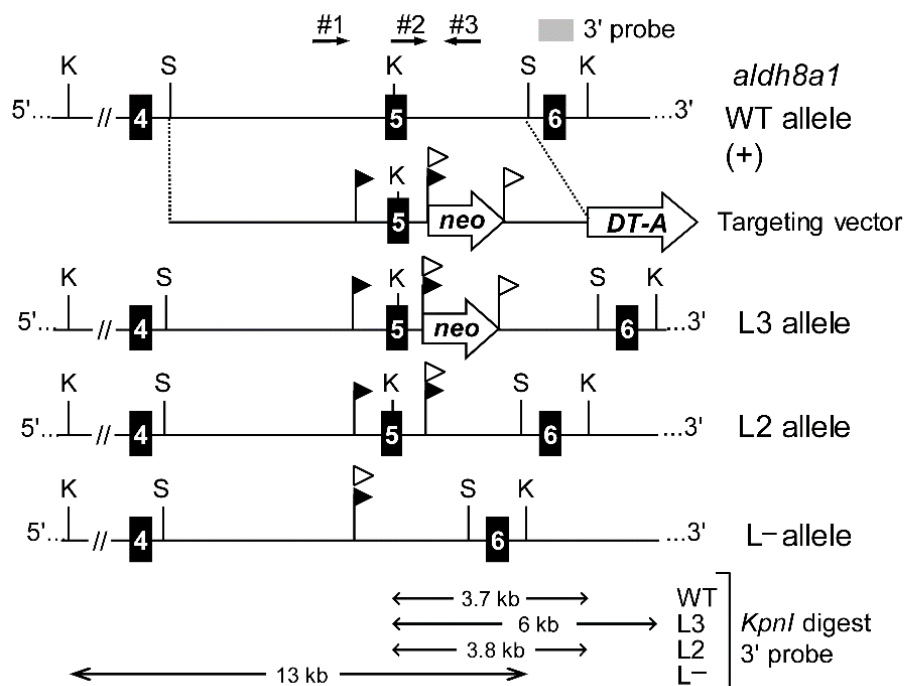 #1 #2 #3 3' probe
K S K S K aldh8a1
5'... // 4 5 6 ...3' WT allele
(+)
K
5 neo DT-A Targeting vector
K S K S K
5'... // 4 5 neo 6 ...3' L3 allele
K S K S K
5'... // 4 5 6 ...3' L2 allele
K S S K
5'... // 4 6 ...3' L– allele
3.7 kb WT
6 kb L3 KpnI digest
3.8 kb L2 3' probe
13 kb L–